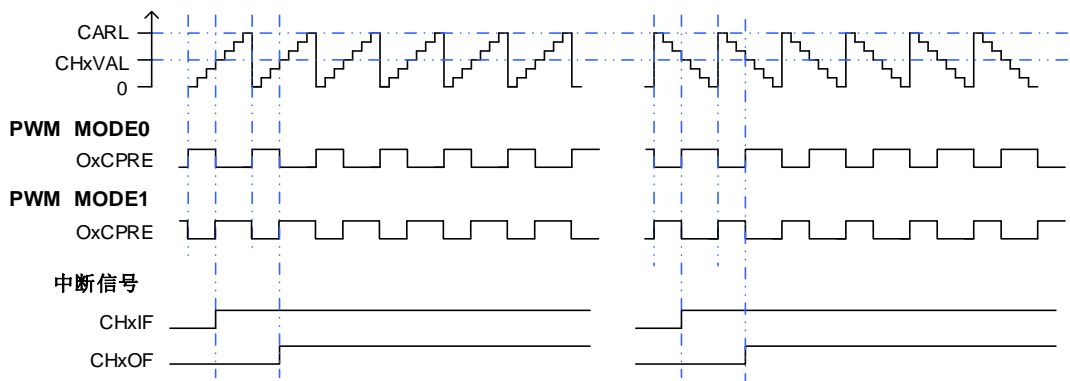 CARL
CHxVAL
0
PWM MODE0
OxCPRE
PWM MODE1
OxCPRE
中断信号
CHxIF
CHxOF